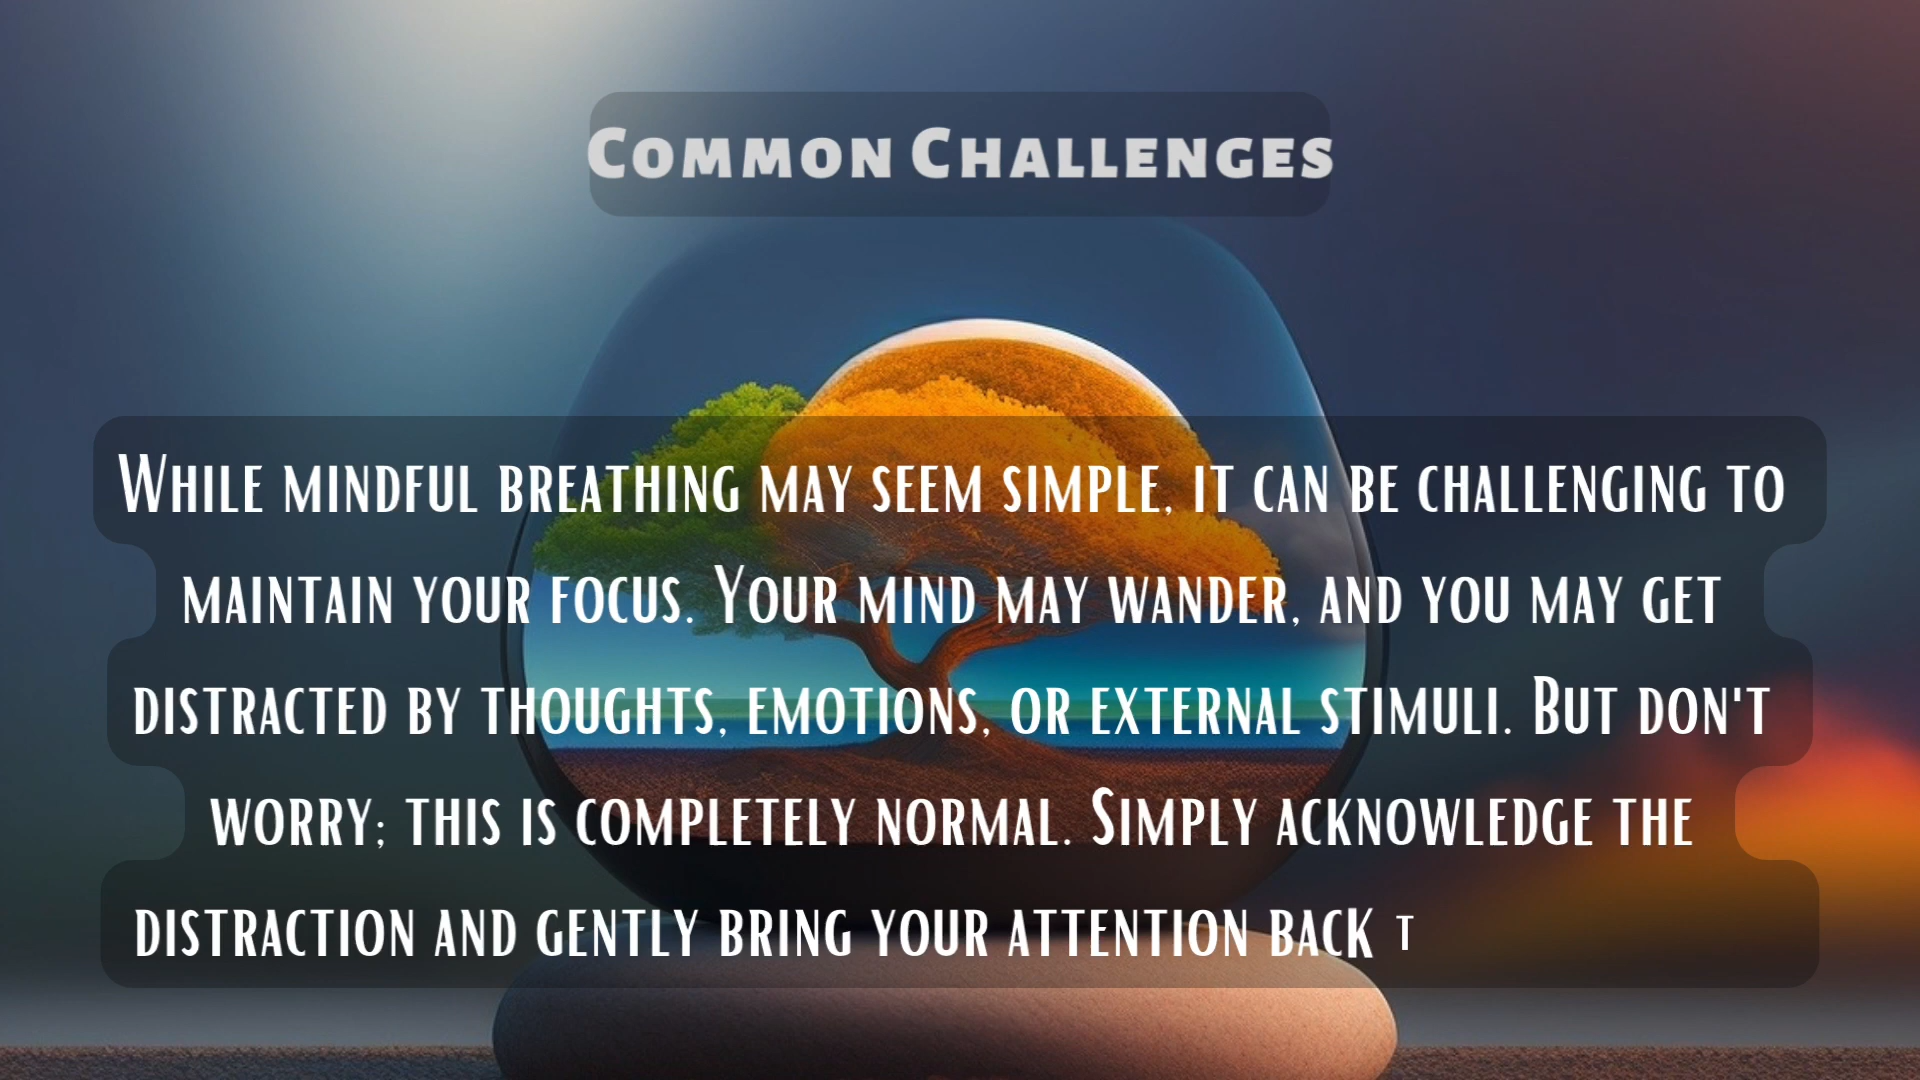 Common Challenges
While mindful breathing may seem simple, it can be challenging to
maintain your focus. Your mind may wander, and you may get
distracted by thoughts, emotions, or external stimuli. But don't
worry; this is completely normal. Simply acknowledge the
distraction and gently bring your attention back t